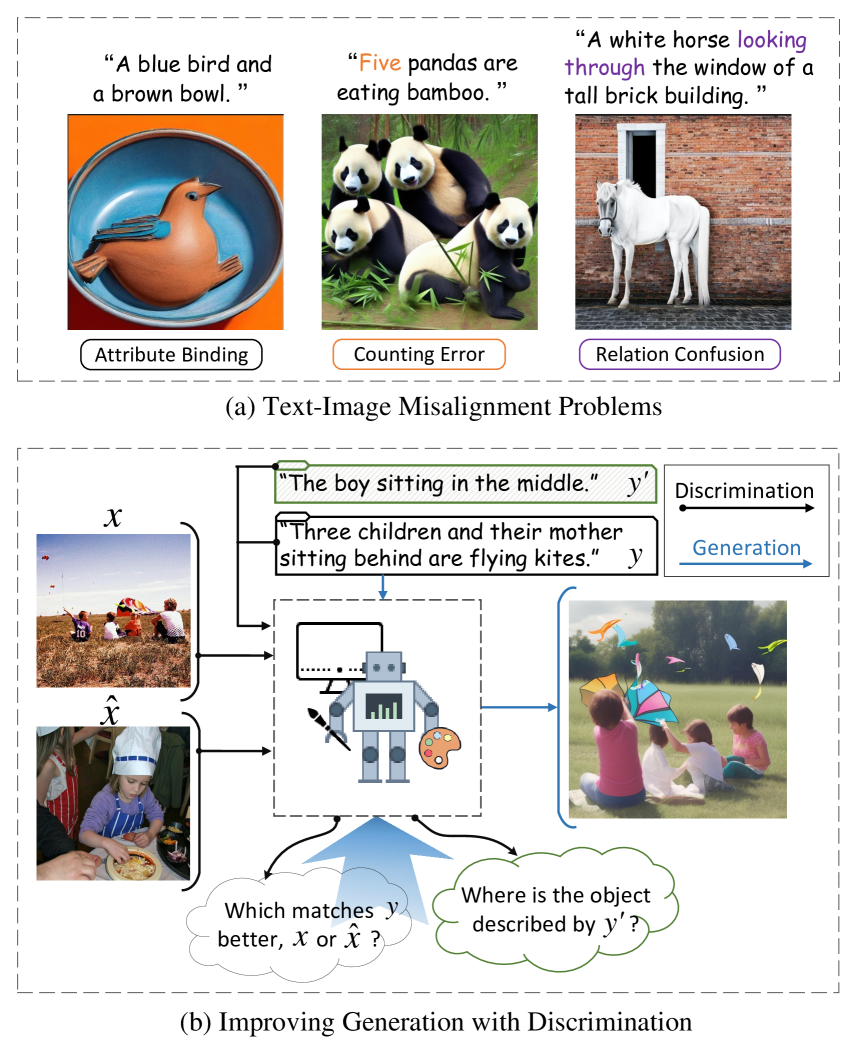 “A blue bird and
a brown bowl. ”
“Five pandas are
eating bamboo. ”
“A white horse looking
through the window of a
tall brick building. ”
Attribute Binding
Counting Error
Relation Confusion
(a) Text-Image Misalignment Problems
“The boy sitting in the middle.” y′
“Three children and their mother
sitting behind are flying kites.” y
Discrimination
Generation
x
10
x̂
Which matches y
better, x or x̂ ?
Where is the object
described by y′?
(b) Improving Generation with Discrimination